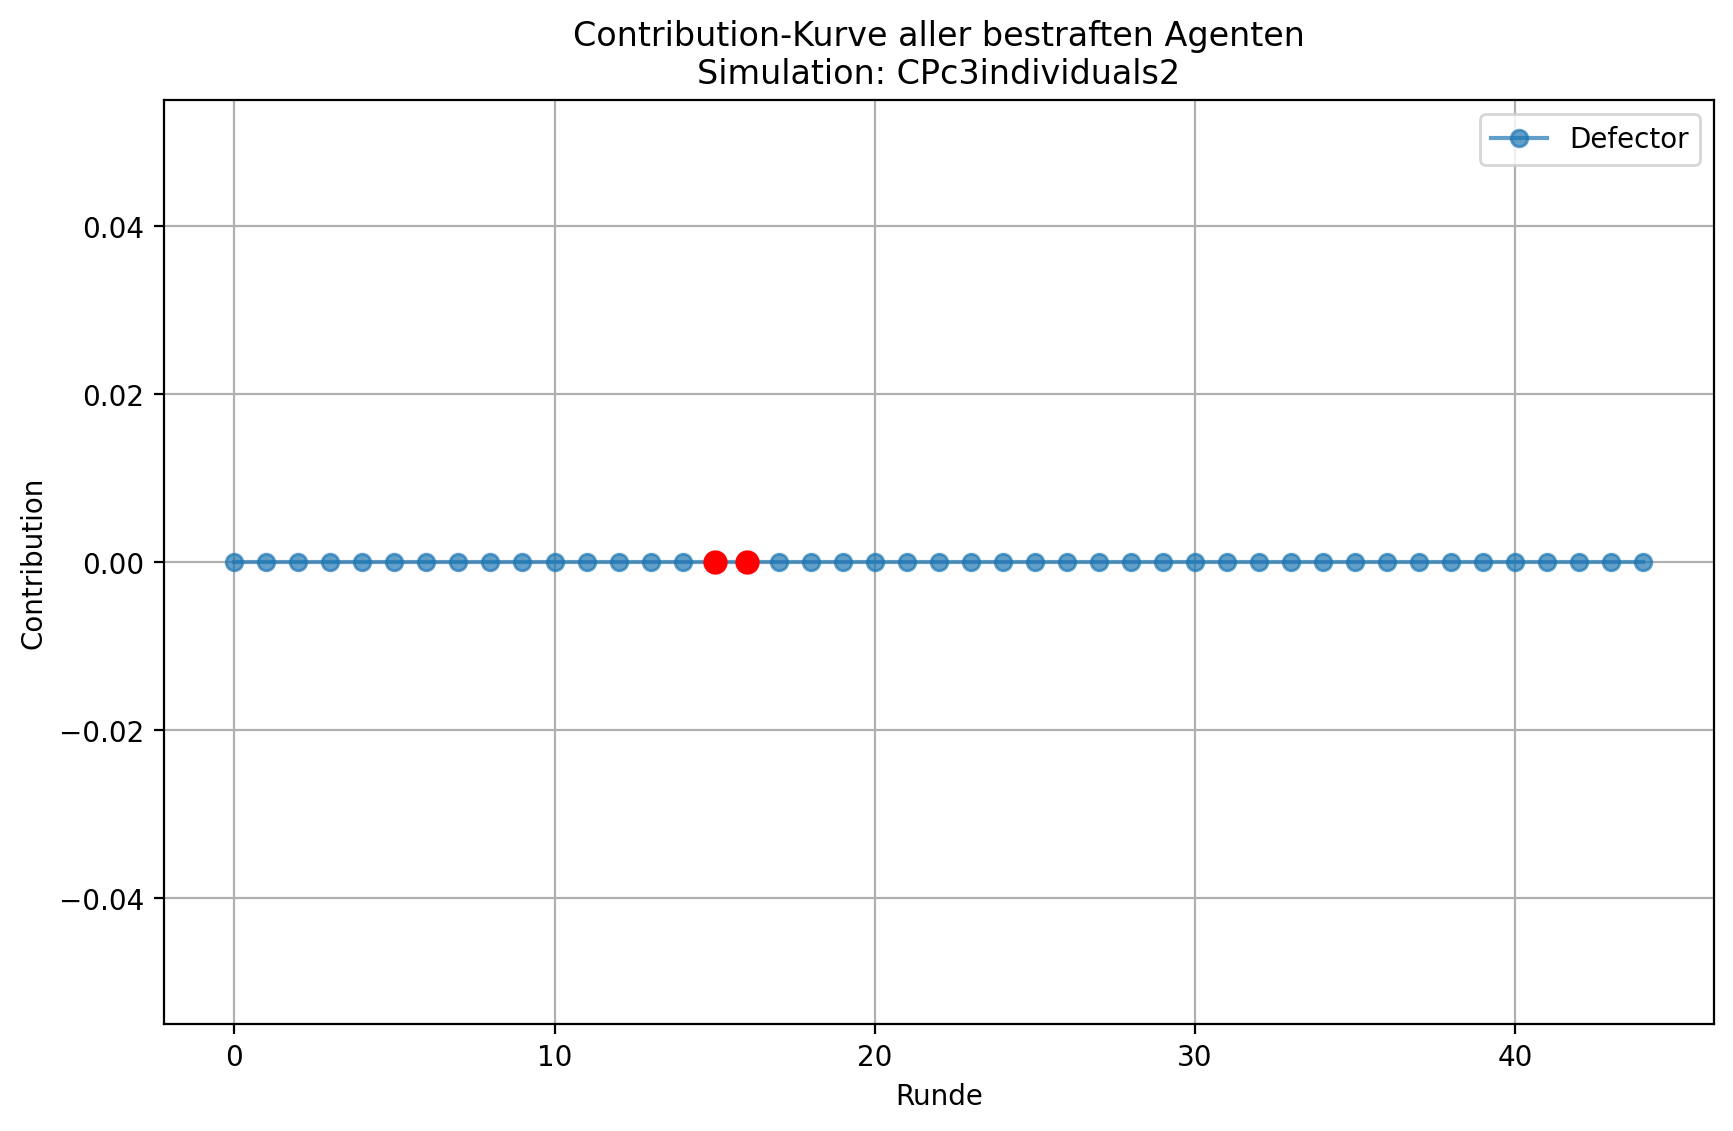 Contribution-Kurve aller bestraften Agenten
Simulation: CPc3individuals2
Defector
0.04
0.02
0.00
−0.02
−0.04
Contribution
0 10 20 30 40
Runde